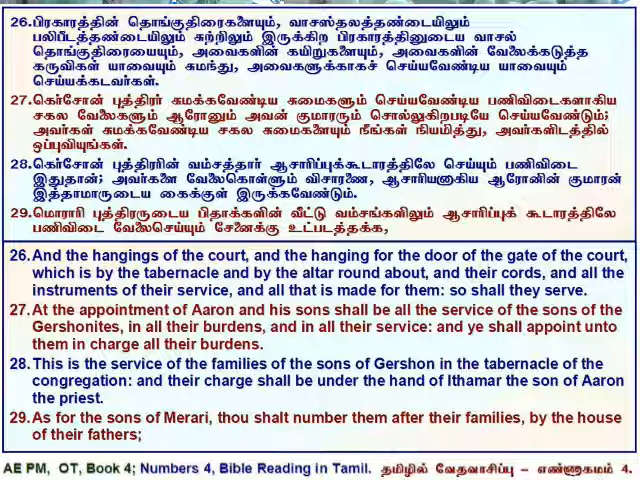 26.பிரகாரத்தின் தொங்குதிரைகளையும், வாசஸ்தலத்தண்டையிலும்
பலிபீடத்தண்டையிலும் சுற்றிலும் இருக்கிற பிரகாரத்தினுடைய வாசல்
தொங்குதிரையையும், அவைகளின் கயிறுகளையும், அவைகளின் வேலைக்கடுத்த
கருவிகள் யாவையும் சுமந்து, அவைகளுக்காகச் செய்யவேண்டிய யாவையும்
செய்யக்கடவர்கள்.
27.கெர்சோன் புத்திரர் சுமக்கவேண்டிய சுமைகளும் செய்யவேண்டிய பணிவிடைகளாகிய
சகல வேலைகளும் ஆரோனும் அவன் குமாரரும் சொல்லுகிறபடியே செய்யவேண்டும்;
அவர்கள் சுமக்கவேண்டிய சகல சுமைகளையும் நீங்கள் நியமித்து, அவர்களிடத்தில்
ஒப்புவியுங்கள்.
28.கெர்சோன் புத்திரரின் வம்சத்தார் ஆசாரிப்புக்கூடாரத்திலே செய்யும் பணிவிடை
இதுதான்; அவர்களை வேலைகொள்ளும் விசாரணை, ஆசாரியனாகிய ஆரோனின் குமாரன்
இத்தாமாருடைய கைக்குள் இருக்கவேண்டும்.
29.மெராரி புத்திரருடைய பிதாக்களின் வீட்டு வம்சங்களிலும் ஆசாரிப்புக் கூடாரத்திலே
பணிவிடை வேலைசெய்யும் சேனைக்கு உட்படத்தக்க,
26.And the hangings of the court, and the hanging for the door of the gate of the court,
which is by the tabernacle and by the altar round about, and their cords, and all the
instruments of their service, and all that is made for them: so shall they serve.
27.At the appointment of Aaron and his sons shall be all the service of the sons of the
Gershonites, in all their burdens, and in all their service: and ye shall appoint unto
them in charge all their burdens.
28.This is the service of the families of the sons of Gershon in the tabernacle of the
congregation: and their charge shall be under the hand of Ithamar the son of Aaron
the priest.
29.As for the sons of Merari, thou shalt number them after their families, by the house
of their fathers;
AE PM, OT, Book 4; Numbers 4, Bible Reading in Tamil. தமிழில் வேதவாசிப்பு – எண்ணாகமம் 4.